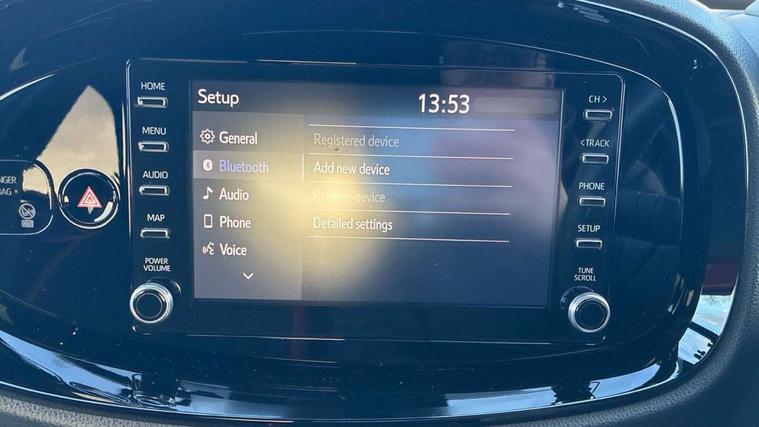 HOME
MENU
AUDIO
MAP
POWER
VOLUME
Setup
13:53
General
Bluetooth
Audio
Phone
Voice
Registered device
Add new device
Remove device
Detailed settings
CH >
< TRACK
PHONE
SETUP
TUNE
SCROLL